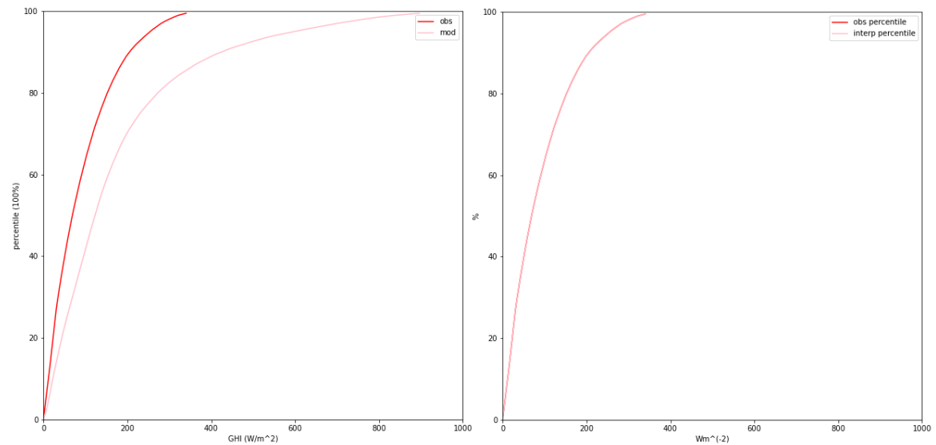 100
80
60
40
20
0
percentile (100%)
0 200 400 600 800 1000
GHI (W/m^2)
obs
mod
100
80
60
40
20
0
%
0 200 400 600 800 1000
Wm^(-2)
obs percentile
interp percentile